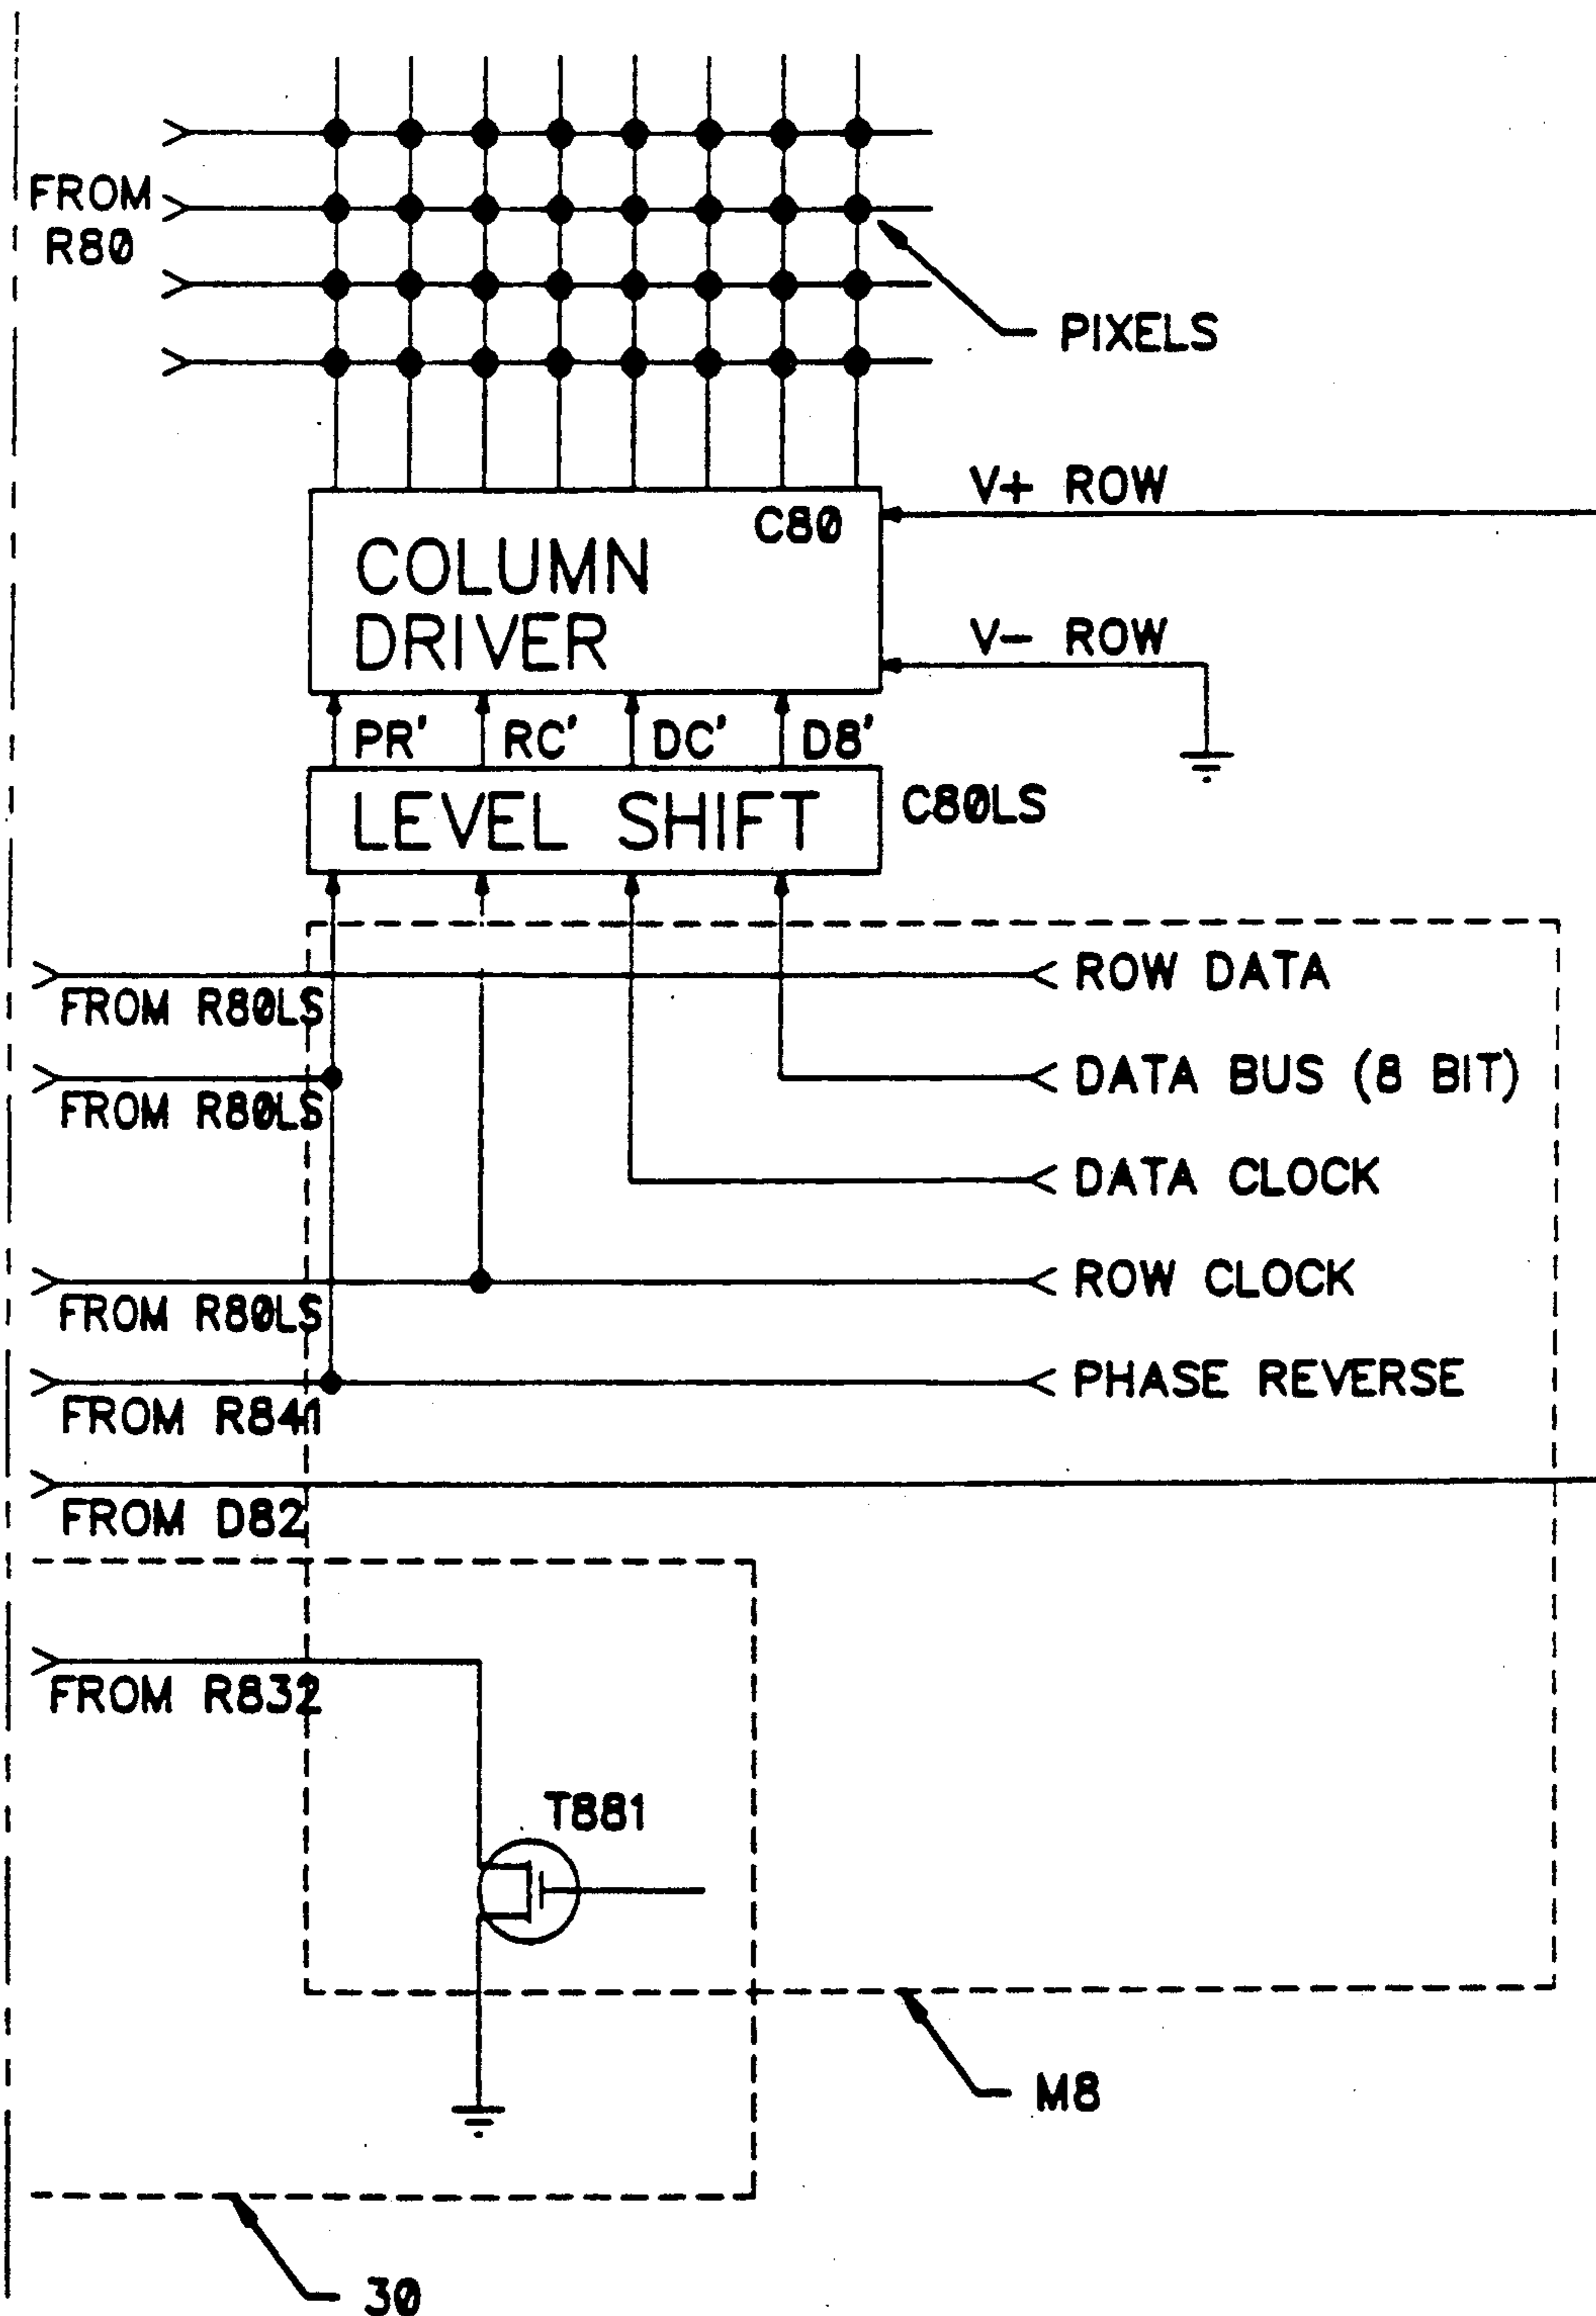 FROM
R80
PIXELS
V+ ROW
C80
COLUMN
DRIVER
V- ROW
PR' RC' DC' D8'
LEVEL SHIFT
C80LS
ROW DATA
FROM R80LS
DATA BUS (8 BIT)
FROM R80LS
DATA CLOCK
ROW CLOCK
FROM R80LS
PHASE REVERSE
FROM R841
FROM D82
FROM R832
T881
M8
30